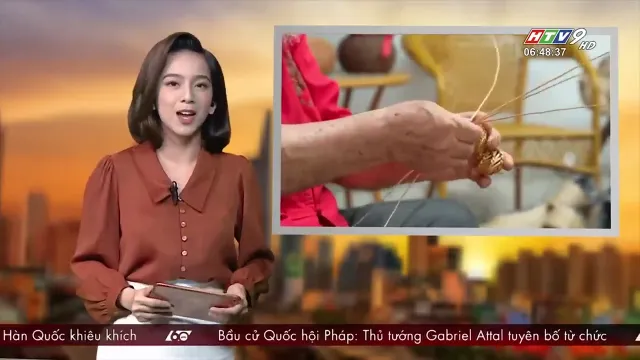 HTV9 HD
06:48:37
Hàn Quốc khiêu khích 60 Bầu cử Quốc hội Pháp: Thủ tướng Gabriel Attal tuyên bố từ chức